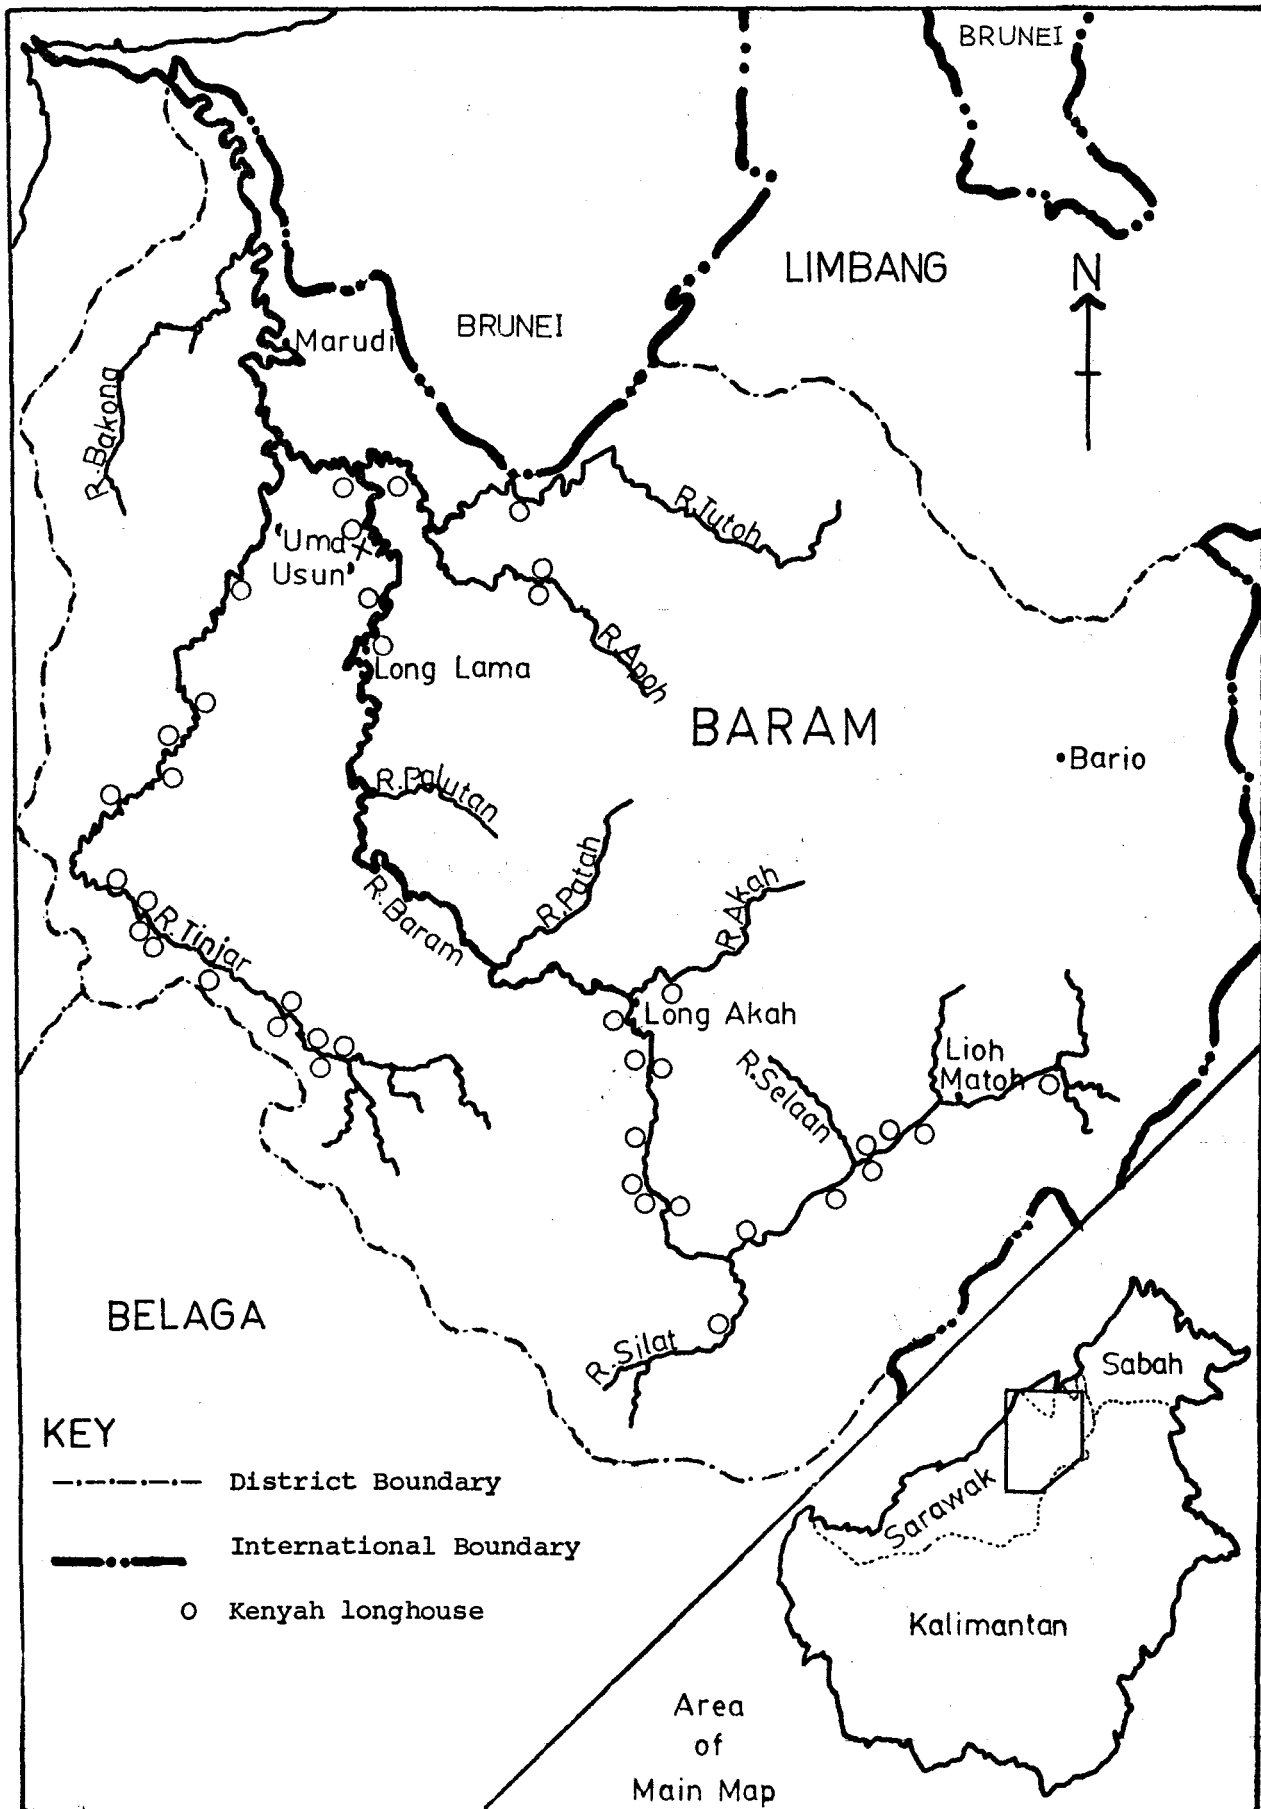 BRUNEI
LIMBANG
N
BRUNEI
Marudi
R.Bakong
R.Tutoh
'Uma
Usun'
R.Apoh
Long Lama
BARAM
Bario
R.Palutan
R.Patah
R.Akah
R.Baram
R.Tinjar
Long Akah
Lioh
Matoh
R.Selaan
BELAGA
R.Silat
KEY
District Boundary
International Boundary
Kenyah longhouse
Sabah
Sarawak
Kalimantan
Area
of
Main Map